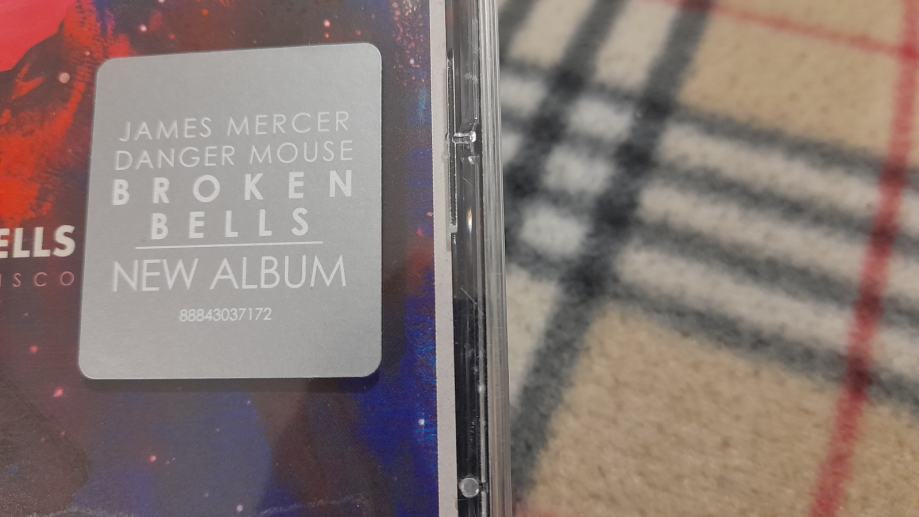 JAMES MERCER
DANGER MOUSE
BROKEN
BELLS
NEW ALBUM
88843037172
ELLS
ISCO